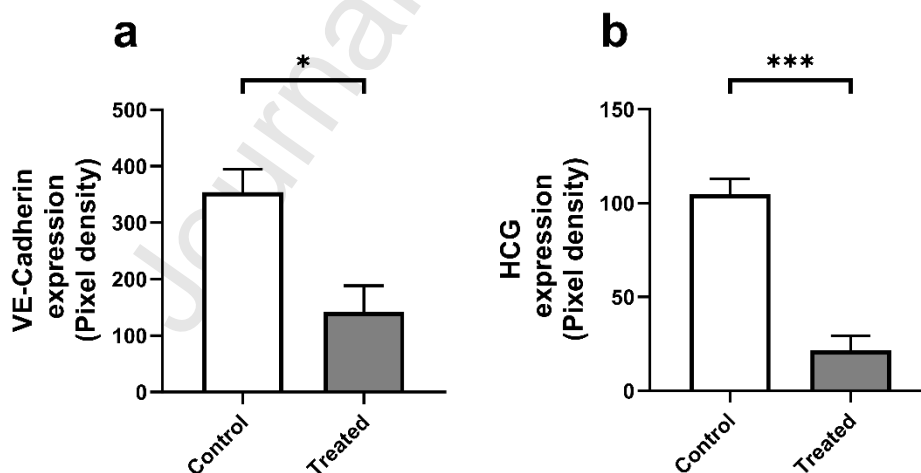 a
*
VE-Cadherin
expression
(Pixel density)
500
400
300
200
100
0
Control
Treated
b
***
HCG
expression
(Pixel density)
150
100
50
0
Control
Treated
Journal